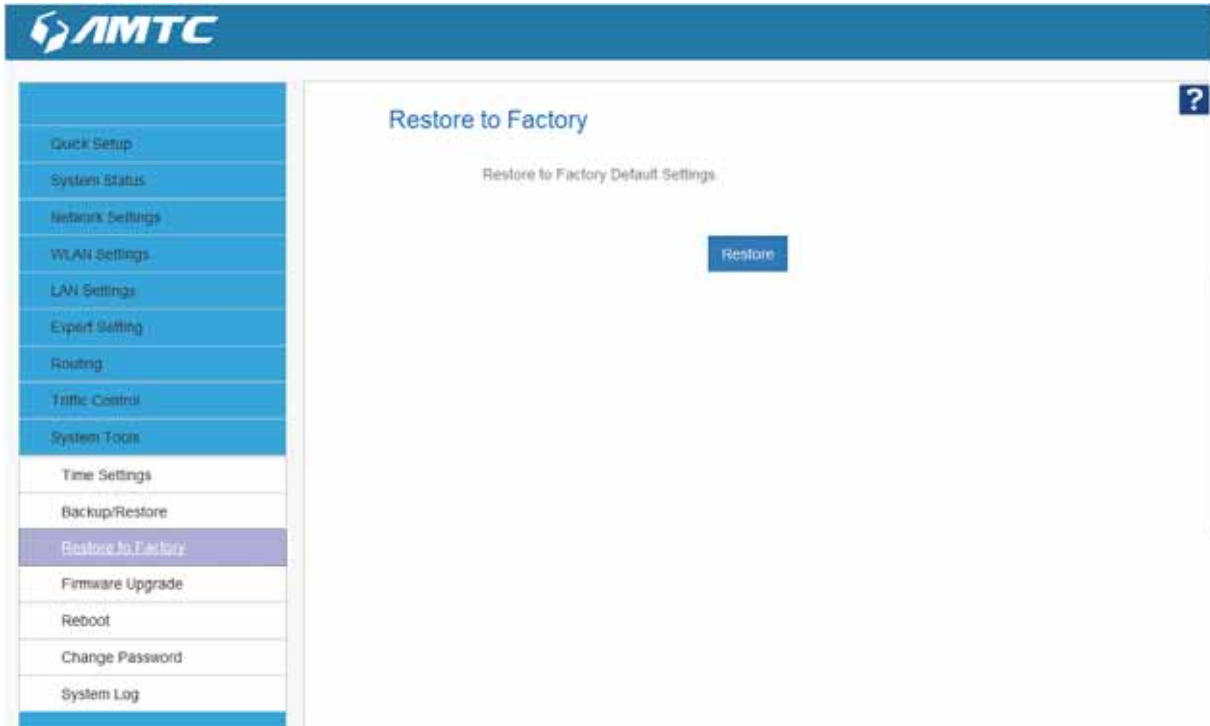 AMTC
?
Restore to Factory
Restore to Factory Default Settings.
Restore
Quick Setup
System Status
Network Settings
WLAN Settings
LAN Settings
Expert Setting
Routing
Triffic Control
System Tools
Time Settings
Backup/Restore
Restore to Factory
Firmware Upgrade
Reboot
Change Password
System Log